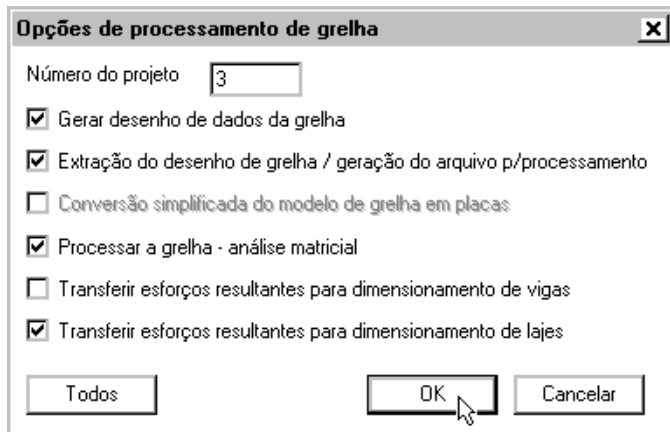 Opções de processamento de grelha
Número do projeto 3
Gerar desenho de dados da grelha
Extração do desenho de grelha / geração do arquivo p/processamento
Conversão simplificada do modelo de grelha em placas
Processar a grelha - análise matricial
Transferir esforços resultantes para dimensionamento de vigas
Transferir esforços resultantes para dimensionamento de lajes
Todos OK Cancelar